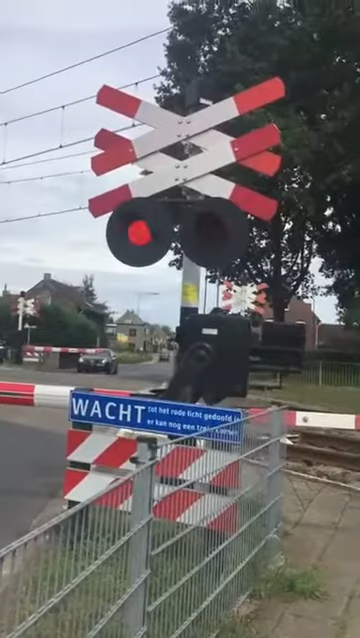 WACHT
tot het rode licht gedoofd is
er kan nog een trein